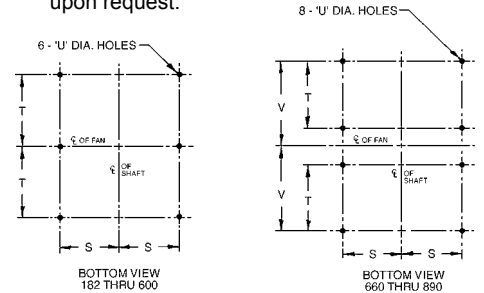 upon request.
6 - 'U' DIA. HOLES
T
℄ OF FAN
T
℄ OF
SHAFT
S
S
BOTTOM VIEW
182 THRU 600
8 - 'U' DIA. HOLES
V
T
℄ OF FAN
V
T
℄ OF
SHAFT
S
S
BOTTOM VIEW
660 THRU 890